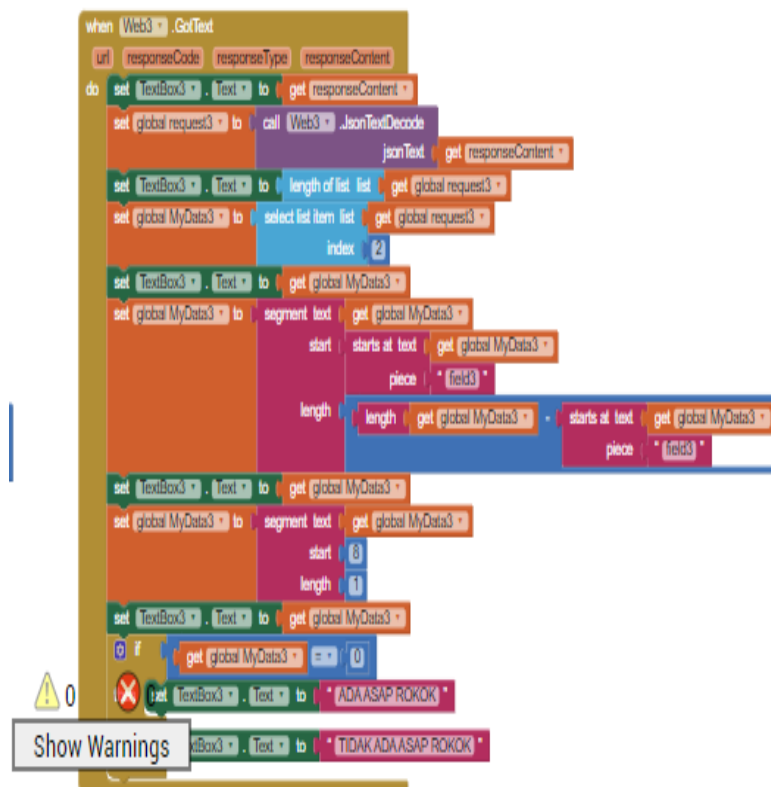 when Web3 .GotText
url responseCode responseType responseContent
do set TextBox3 . Text to get responseContent
set global request3 to call Web3 .JsonTextDecode
jsonText get responseContent
set TextBox3 . Text to length of list list get global request3
set global MyData3 to select list item list get global request3
index 2
set TextBox3 . Text to get global MyData3
set global MyData3 to segment text get global MyData3
start starts at text get global MyData3
piece " field3 "
length length get global MyData3 - starts at text get global MyData3
piece " field3 "
set TextBox3 . Text to get global MyData3
set global MyData3 to segment text get global MyData3
start 8
length 1
set TextBox3 . Text to get global MyData3
if get global MyData3 = 0
set TextBox3 . Text to " ADA ASAP ROKOK "
0
Show Warnings
. Text to " TIDAK ADA ASAP ROKOK "